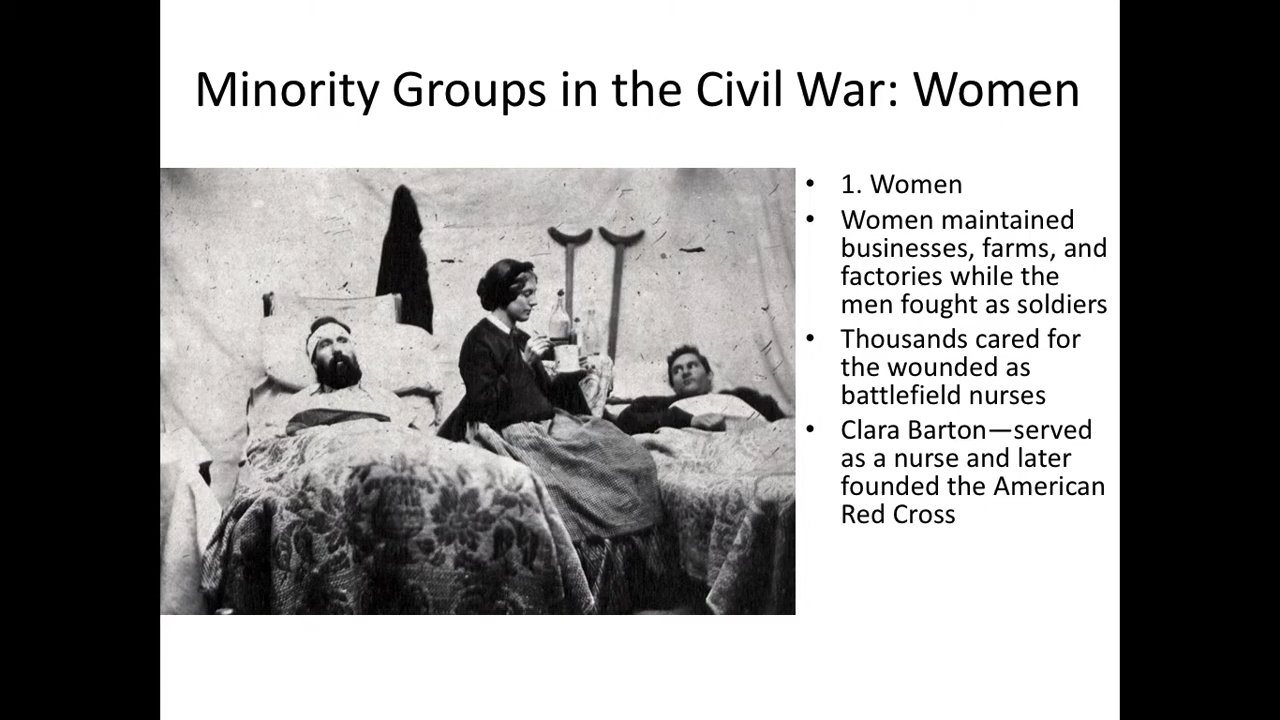 Minority Groups in the Civil War: Women
• 1. Women
• Women maintained
businesses, farms, and
factories while the
men fought as soldiers
• Thousands cared for
the wounded as
battlefield nurses
• Clara Barton—served
as a nurse and later
founded the American
Red Cross